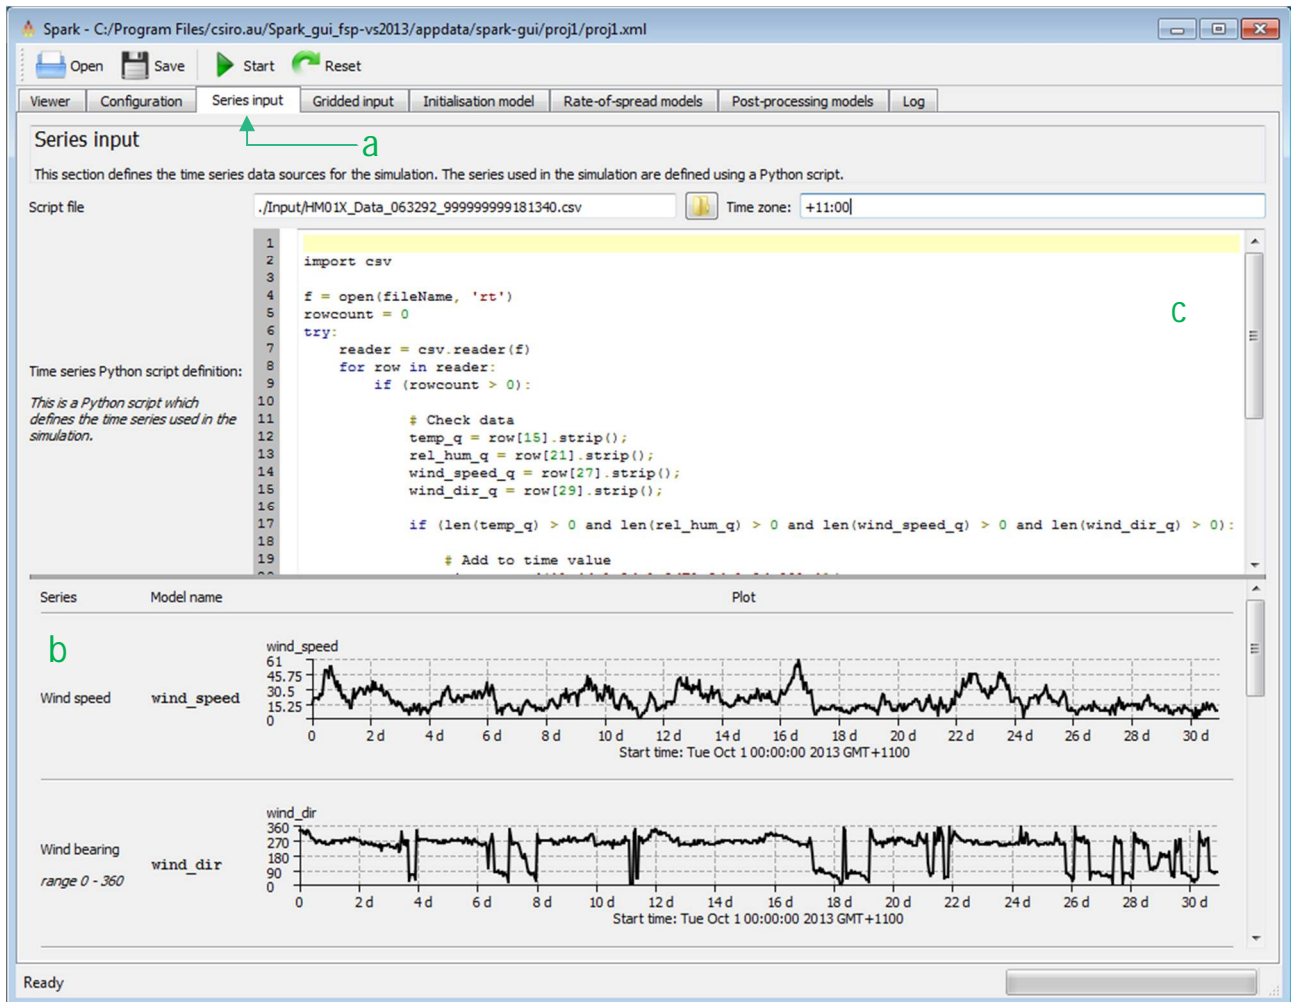 Spark - C:/Program Files/csiro.au/Spark_gui_fsp-vs2013/appdata/spark-gui/proj1/proj1.xml
Open Save Start Reset
Viewer Configuration Series input Gridded input Initialisation model Rate-of-spread models Post-processing models Log
a
Series input
This section defines the time series data sources for the simulation. The series used in the simulation are defined using a Python script.
Script file ./Input/HM01X_Data_063292_999999999181340.csv Time zone: +11:00
Time series Python script definition:
This is a Python script which
defines the time series used in the
simulation.
1
2 import csv
3
4 f = open(fileName, 'rt')
5 rowcount = 0
6 try:
7 reader = csv.reader(f)
8 for row in reader:
9 if (rowcount > 0):
10
11 # Check data
12 temp_q = row[15].strip();
13 rel_hum_q = row[21].strip();
14 wind_speed_q = row[27].strip();
15 wind_dir_q = row[29].strip();
16
17 if (len(temp_q) > 0 and len(rel_hum_q) > 0 and len(wind_speed_q) > 0 and len(wind_dir_q) > 0):
18
19 # Add to time value
c
Series Model name Plot
b
Wind speed wind_speed
wind_speed
61
45.75
30.5
15.25
0
0 2 d 4 d 6 d 8 d 10 d 12 d 14 d 16 d 18 d 20 d 22 d 24 d 26 d 28 d 30 d
Start time: Tue Oct 1 00:00:00 2013 GMT+1100
Wind bearing
range 0 - 360
wind_dir
wind_dir
360
270
180
90
0
0 2 d 4 d 6 d 8 d 10 d 12 d 14 d 16 d 18 d 20 d 22 d 24 d 26 d 28 d 30 d
Start time: Tue Oct 1 00:00:00 2013 GMT+1100
Ready